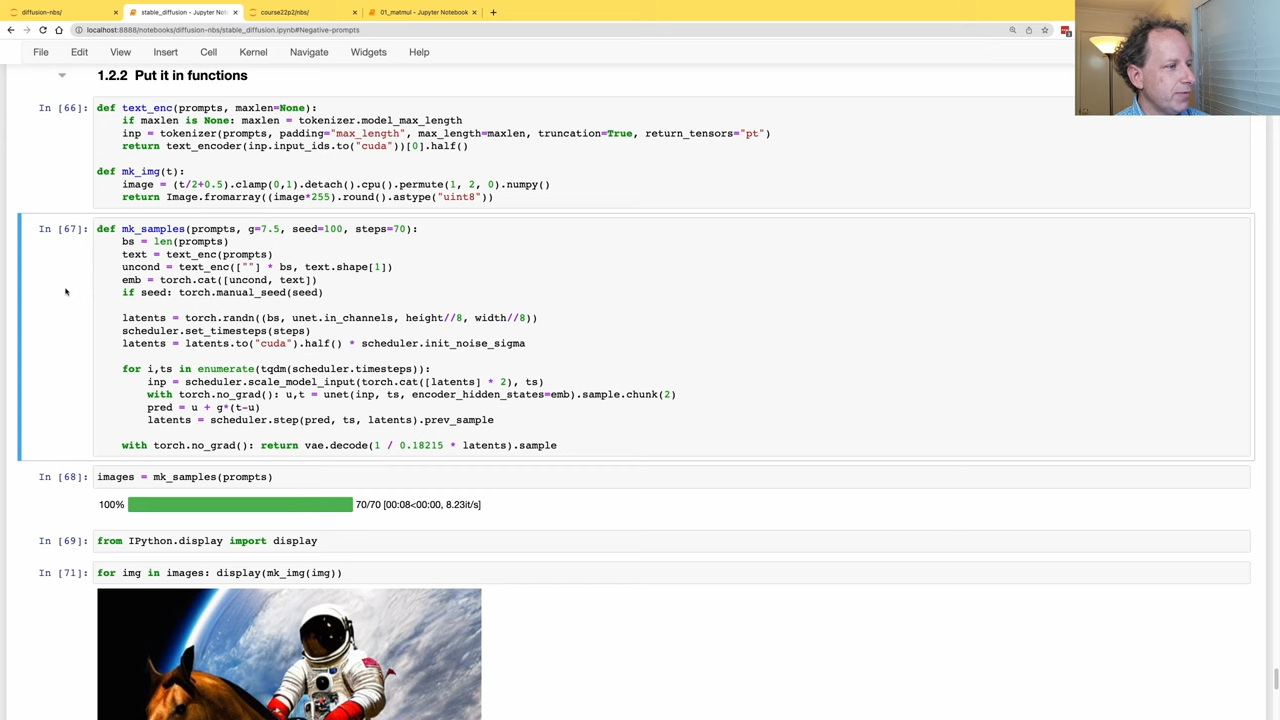 diffusion-nbs/
stable_diffusion - Jupyter Not
course22p2/nbs/
01_matmul - Jupyter Notebook
localhost:8888/notebooks/diffusion-nbs/stable_diffusion.ipynb#Negative-prompts
File Edit View Insert Cell Kernel Navigate Widgets Help
1.2.2 Put it in functions
In [66]:
def text_enc(prompts, maxlen=None):
    if maxlen is None: maxlen = tokenizer.model_max_length
    inp = tokenizer(prompts, padding="max_length", max_length=maxlen, truncation=True, return_tensors="pt")
    return text_encoder(inp.input_ids.to("cuda"))[0].half()
def mk_img(t):
    image = (t/2+0.5).clamp(0,1).detach().cpu().permute(1, 2, 0).numpy()
    return Image.fromarray((image*255).round().astype("uint8"))
In [67]:
def mk_samples(prompts, g=7.5, seed=100, steps=70):
    bs = len(prompts)
    text = text_enc(prompts)
    uncond = text_enc([""] * bs, text.shape[1])
    emb = torch.cat([uncond, text])
    if seed: torch.manual_seed(seed)
    latents = torch.randn((bs, unet.in_channels, height//8, width//8))
    scheduler.set_timesteps(steps)
    latents = latents.to("cuda").half() * scheduler.init_noise_sigma
    for i,ts in enumerate(tqdm(scheduler.timesteps)):
        inp = scheduler.scale_model_input(torch.cat([latents] * 2), ts)
        with torch.no_grad(): u,t = unet(inp, ts, encoder_hidden_states=emb).sample.chunk(2)
        pred = u + g*(t-u)
        latents = scheduler.step(pred, ts, latents).prev_sample
    with torch.no_grad(): return vae.decode(1 / 0.18215 * latents).sample
In [68]: images = mk_samples(prompts)
100% 70/70 [00:08<00:00, 8.23it/s]
In [69]: from IPython.display import display
In [71]: for img in images: display(mk_img(img))